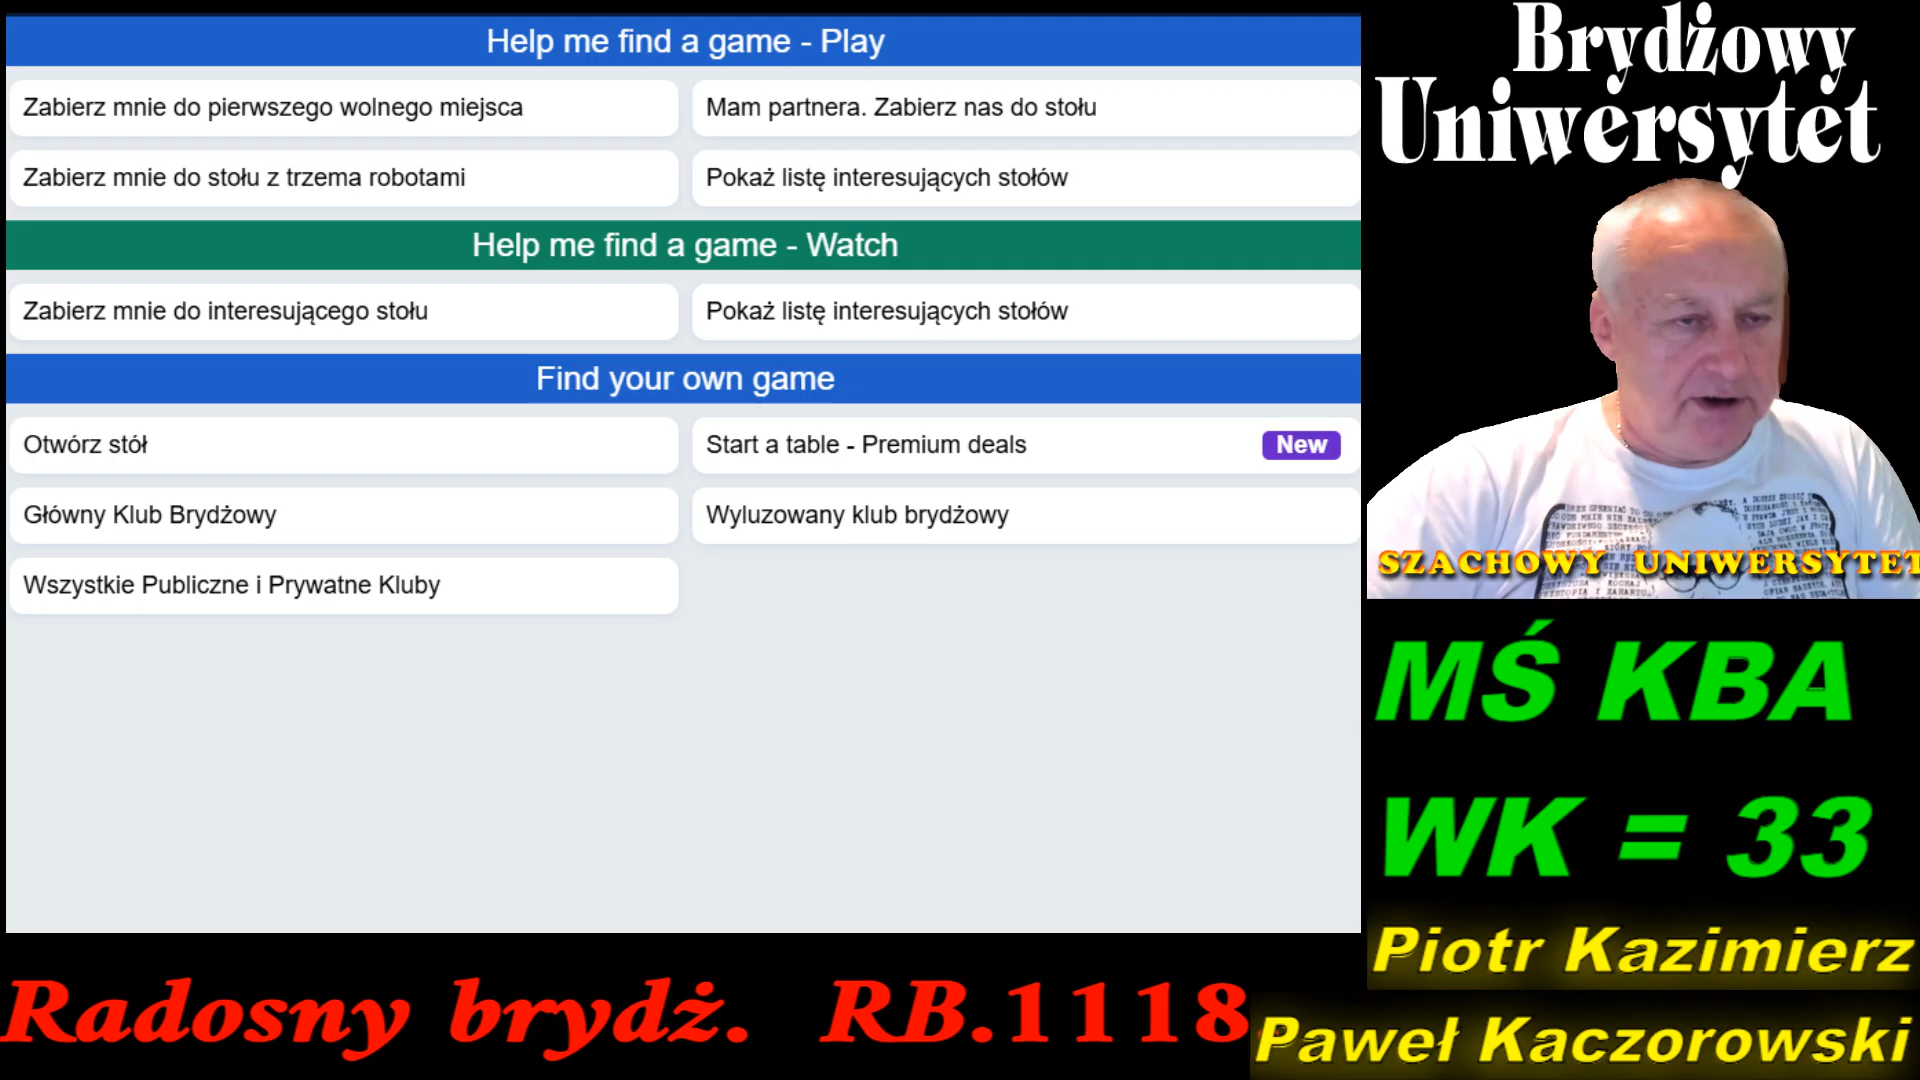 Help me find a game - Play
Zabierz mnie do pierwszego wolnego miejsca
Mam partnera. Zabierz nas do stołu
Zabierz mnie do stołu z trzema robotami
Pokaż listę interesujących stołów
Help me find a game - Watch
Zabierz mnie do interesującego stołu
Pokaż listę interesujących stołów
Find your own game
Otwórz stół
Start a table - Premium deals
New
Główny Klub Brydżowy
Wyluzowany klub brydżowy
Wszystkie Publiczne i Prywatne Kluby
Brydżowy
Uniwersytet
SZACHOWY UNIWERSYTET
MŚ KBA
WK = 33
Piotr Kazimierz
Paweł Kaczorowski
Radosny brydż. RB.1118